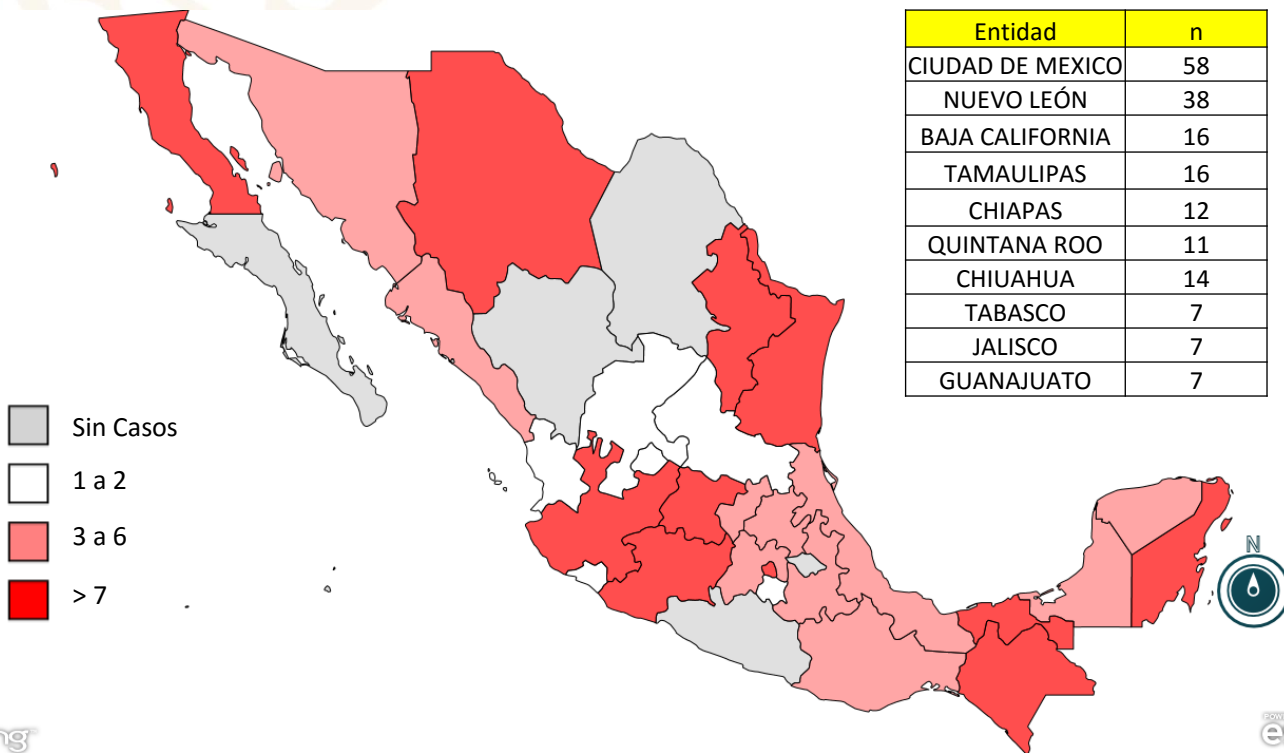 Entidad n
CIUDAD DE MEXICO 58
NUEVO LEÓN 38
BAJA CALIFORNIA 16
TAMAULIPAS 16
CHIAPAS 12
QUINTANA ROO 11
CHIUAHUA 14
TABASCO 7
JALISCO 7
GUANAJUATO 7
Sin Casos
1 a 2
3 a 6
> 7
N